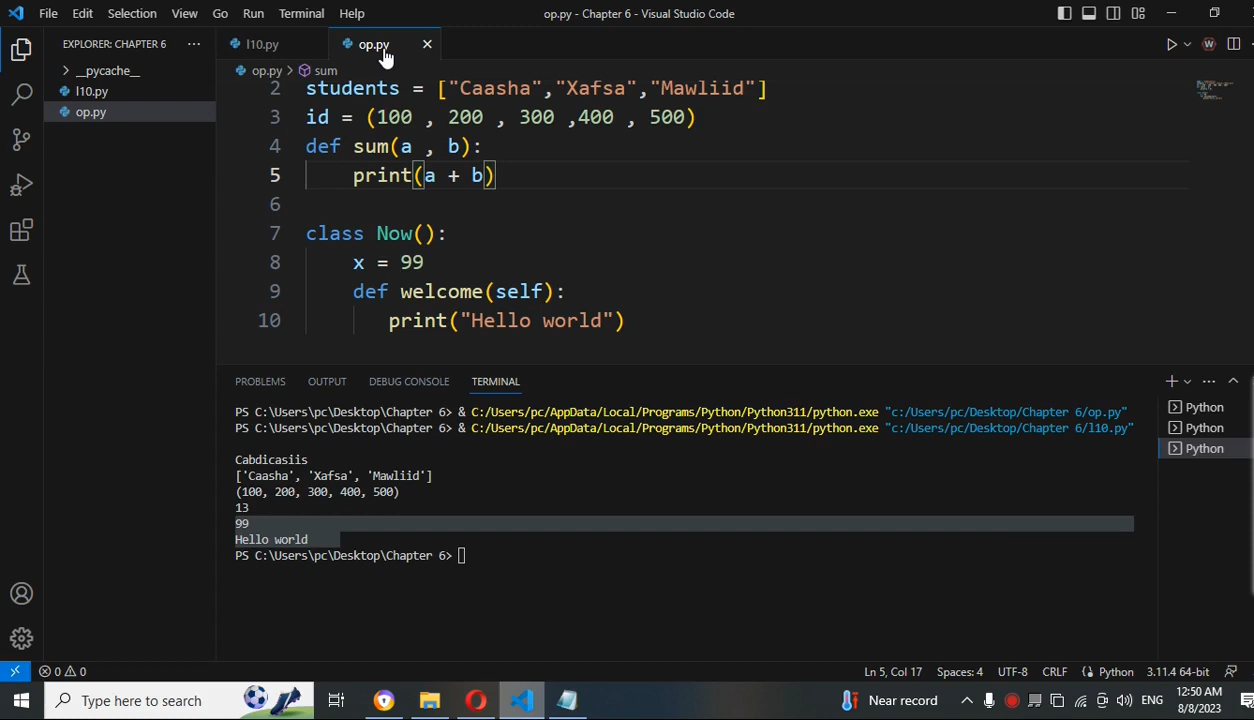 File Edit Selection View Go Run Terminal Help op.py - Chapter 6 - Visual Studio Code
EXPLORER: CHAPTER 6 ···
l10.py
op.py
__pycache__
l10.py
op.py
op.py > sum
2 students = ["Caasha","Xafsa","Mawliid"]
3 id = (100 , 200 , 300 ,400 , 500)
4 def sum(a , b):
5 print(a + b)
6
7 class Now():
8 x = 99
9 def welcome(self):
10 print("Hello world")
PROBLEMS OUTPUT DEBUG CONSOLE TERMINAL
PS C:\Users\pc\Desktop\Chapter 6> & C:/Users/pc/AppData/Local/Programs/Python/Python311/python.exe "c:/Users/pc/Desktop/Chapter 6/op.py"
PS C:\Users\pc\Desktop\Chapter 6> & C:/Users/pc/AppData/Local/Programs/Python/Python311/python.exe "c:/Users/pc/Desktop/Chapter 6/l10.py"
Cabdicasiis
['Caasha', 'Xafsa', 'Mawliid']
(100, 200, 300, 400, 500)
13
99
Hello world
PS C:\Users\pc\Desktop\Chapter 6>
Python
Python
Python
0 0 Ln 5, Col 17 Spaces: 4 UTF-8 CRLF Python 3.11.4 64-bit
Type here to search
Near record
ENG
12:50 AM
8/8/2023